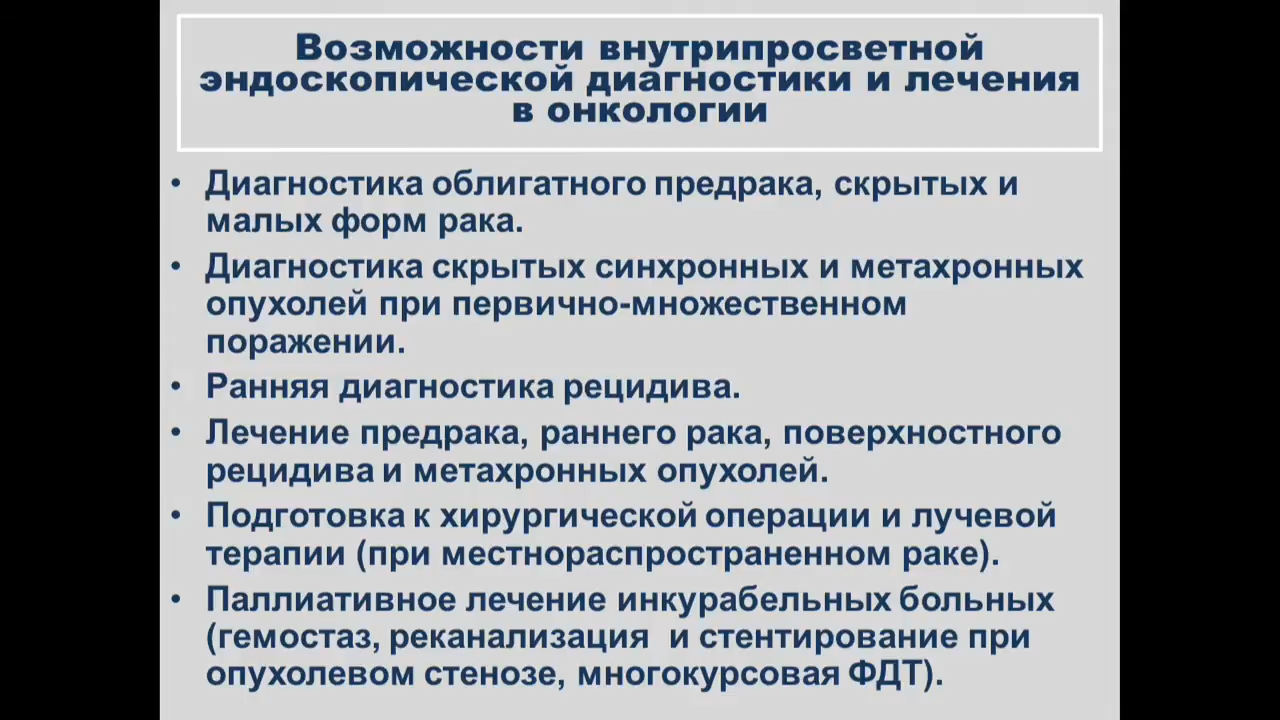 Возможности внутрипросветной
эндоскопической диагностики и лечения
в онкологии
• Диагностика облигатного предрака, скрытых и
малых форм рака.
• Диагностика скрытых синхронных и метахронных
опухолей при первично-множественном
поражении.
• Ранняя диагностика рецидива.
• Лечение предрака, раннего рака, поверхностного
рецидива и метахронных опухолей.
• Подготовка к хирургической операции и лучевой
терапии (при местнораспространенном раке).
• Паллиативное лечение инкурабельных больных
(гемостаз, реканализация и стентирование при
опухолевом стенозе, многокурсовая ФДТ).